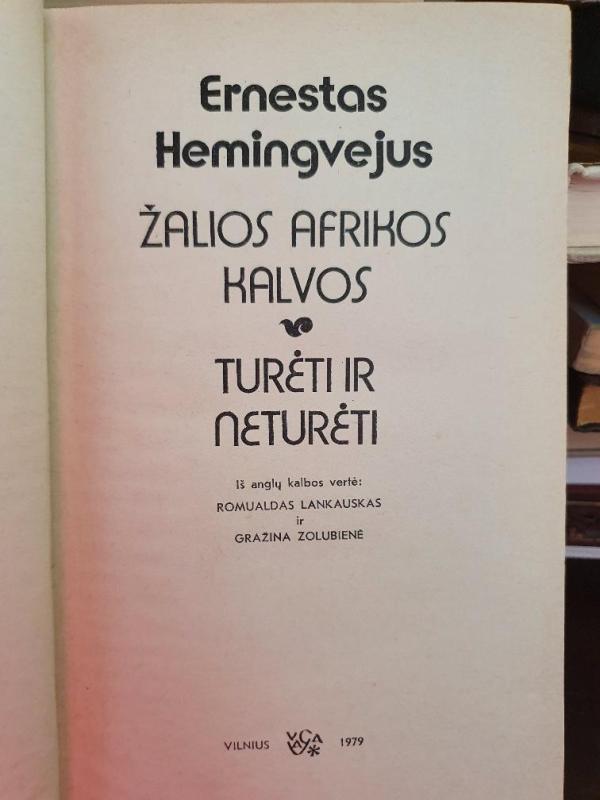 Ernestas
Hemingvejus
ŽALIOS AFRIKOS
KALVOS
TURĖTI IR
NETURĖTI
Iš anglų kalbos vertė:
ROMUALDAS LANKAUSKAS
ir
GRAŽINA ZOLUBIENĖ
VILNIUS VAGA 1979